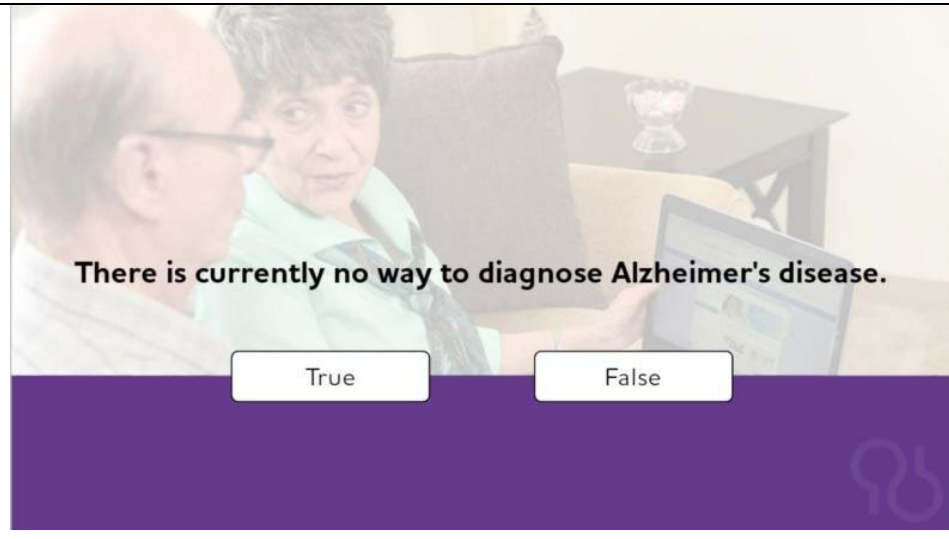 There is currently no way to diagnose Alzheimer's disease.
True False